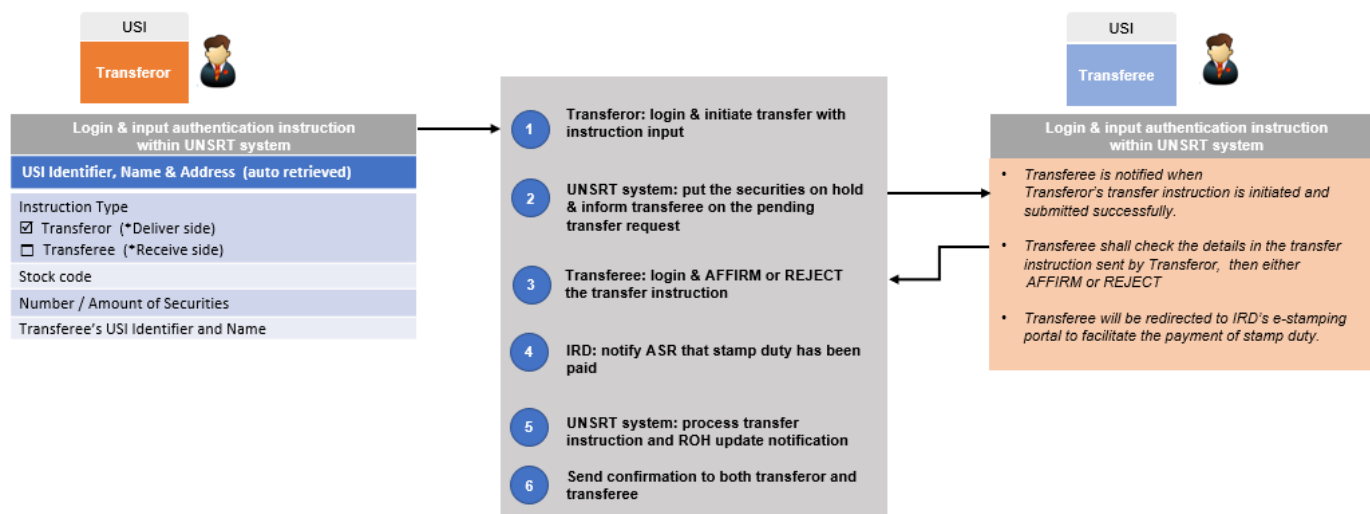 USI
Transferor
Login & input authentication instruction
within UNSRT system
USI Identifier, Name & Address (auto retrieved)
Instruction Type
☑ Transferor (*Deliver side)
☐ Transferee (*Receive side)
Stock code
Number / Amount of Securities
Transferee's USI Identifier and Name
1
Transferor: login & initiate transfer with
instruction input
2
UNSRT system: put the securities on hold
& inform transferee on the pending
transfer request
3
Transferee: login & AFFIRM or REJECT
the transfer instruction
4
IRD: notify ASR that stamp duty has been
paid
5
UNSRT system: process transfer
instruction and ROH update notification
6
Send confirmation to both transferor and
transferee
USI
Transferee
Login & input authentication instruction
within UNSRT system
• Transferee is notified when
Transferor's transfer instruction is initiated and
submitted successfully.
• Transferee shall check the details in the transfer
instruction sent by Transferor, then either
AFFIRM or REJECT
• Transferee will be redirected to IRD's e-stamping
portal to facilitate the payment of stamp duty.